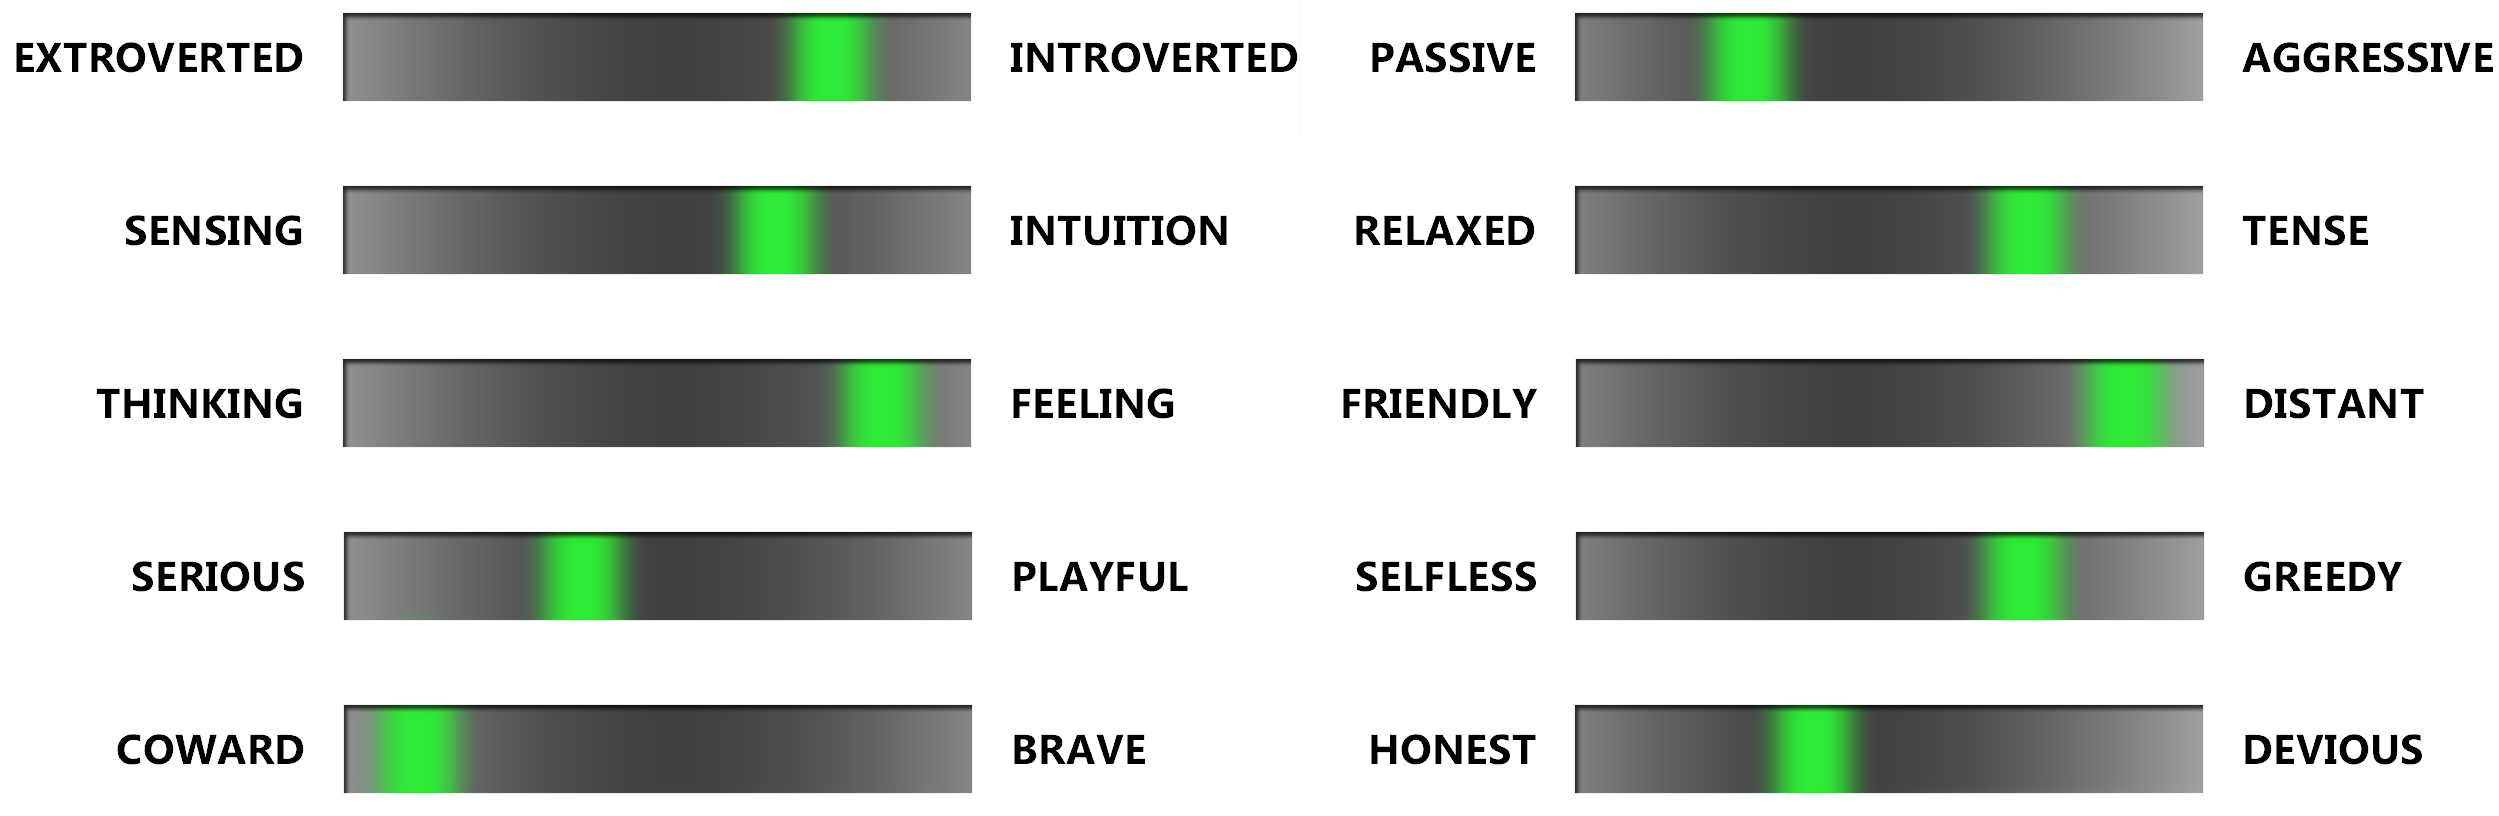 EXTROVERTED INTROVERTED
SENSING INTUITION
THINKING FEELING
SERIOUS PLAYFUL
COWARD BRAVE
PASSIVE AGGRESSIVE
RELAXED TENSE
FRIENDLY DISTANT
SELFLESS GREEDY
HONEST DEVIOUS